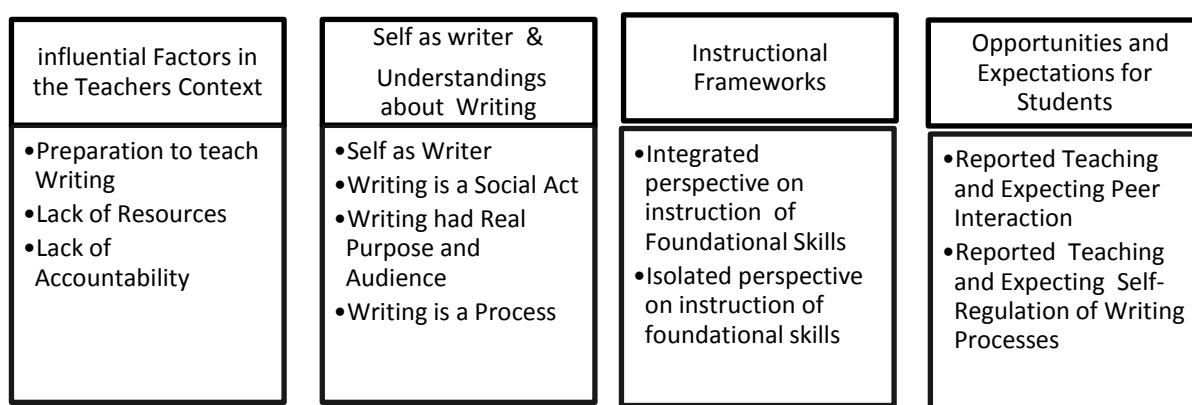 influential Factors in
the Teachers Context
•Preparation to teach
Writing
•Lack of Resources
•Lack of
Accountability
Self as writer &
Understandings
about Writing
•Self as Writer
•Writing is a Social Act
•Writing had Real
Purpose and
Audience
•Writing is a Process
Instructional
Frameworks
•Integrated
perspective on
instruction of
Foundational Skills
•Isolated perspective
on instruction of
foundational skills
Opportunities and
Expectations for
Students
•Reported Teaching
and Expecting Peer
Interaction
•Reported Teaching
and Expecting Self-
Regulation of Writing
Processes